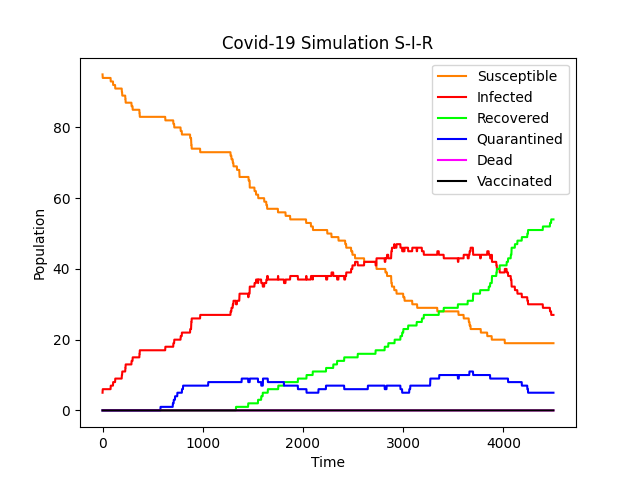 Covid-19 Simulation S-I-R
Susceptible
Infected
Recovered
Quarantined
Dead
Vaccinated
Population
80
60
40
20
0
0 1000 2000 3000 4000
Time